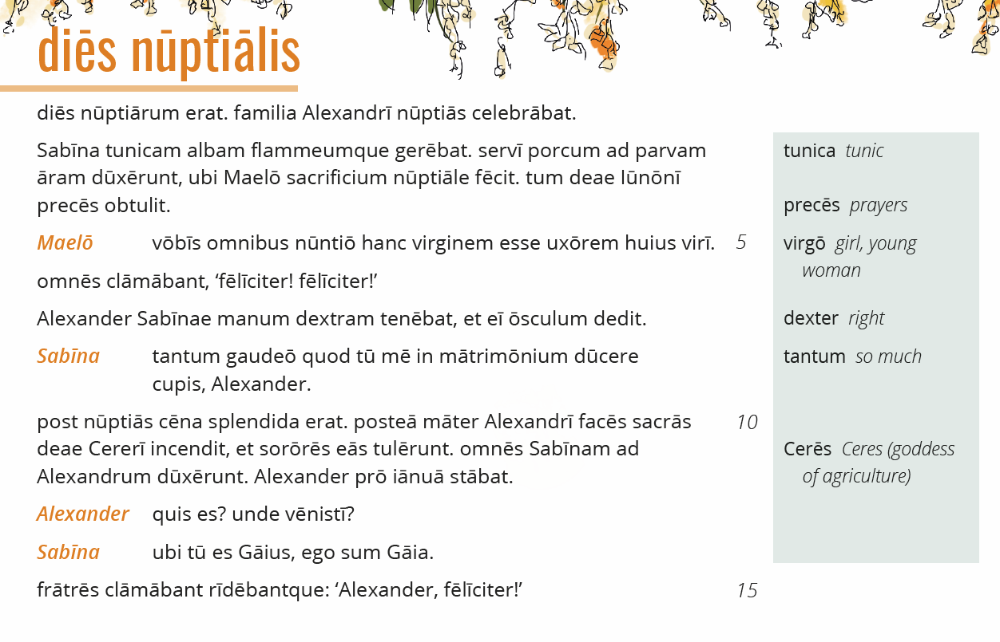 diēs nūptiālis
diēs nūptiārum erat. familia Alexandrī nūptiās celebrābat.
Sabīna tunicam albam flammeumque gerēbat. servī porcum ad parvam
āram dūxērunt, ubi Maelō sacrificium nūptiāle fēcit. tum deae Iūnōnī
precēs obtulit.
Maelō vōbīs omnibus nūntiō hanc virginem esse uxōrem huius virī. 5
omnēs clāmābant, ‘fēlīciter! fēlīciter!’
Alexander Sabīnae manum dextram tenēbat, et eī ōsculum dedit.
Sabīna tantum gaudeō quod tū mē in mātrimōnium dūcere
cupis, Alexander.
post nūptiās cēna splendida erat. posteā māter Alexandrī facēs sacrās 10
deae Cererī incendit, et sorōrēs eās tulērunt. omnēs Sabīnam ad
Alexandrum dūxērunt. Alexander prō iānuā stābat.
Alexander quis es? unde vēnistī?
Sabīna ubi tū es Gāius, ego sum Gāia.
frātrēs clāmābant rīdēbantque: ‘Alexander, fēlīciter!’ 15
tunica tunic
precēs prayers
virgō girl, young
woman
dexter right
tantum so much
Cerēs Ceres (goddess
of agriculture)